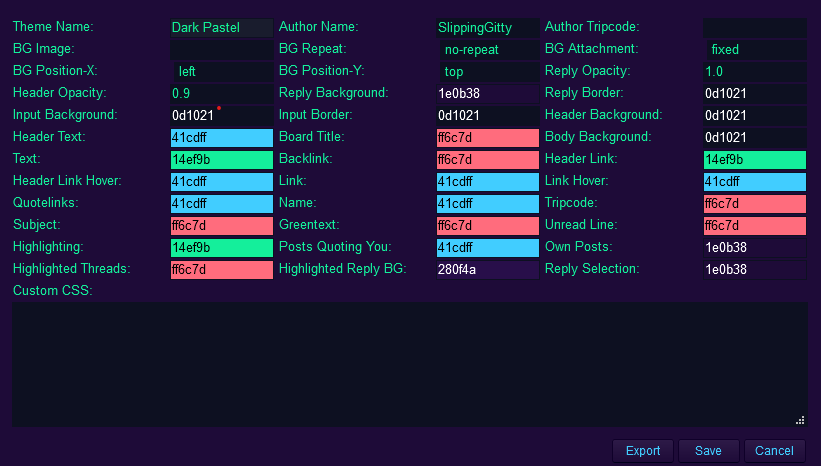 Theme Name: Dark Pastel Author Name: SlippingGitty Author Tripcode:
BG Image: BG Repeat: no-repeat BG Attachment: fixed
BG Position-X: left BG Position-Y: top Reply Opacity: 1.0
Header Opacity: 0.9 Reply Background: 1e0b38 Reply Border: 0d1021
Input Background: 0d1021 Input Border: 0d1021 Header Background: 0d1021
Header Text: 41cdff Board Title: ff6c7d Body Background: 0d1021
Text: 14ef9b Backlink: ff6c7d Header Link: 14ef9b
Header Link Hover: 41cdff Link: 41cdff Link Hover: 41cdff
Quotelinks: 41cdff Name: 41cdff Tripcode: ff6c7d
Subject: ff6c7d Greentext: ff6c7d Unread Line: ff6c7d
Highlighting: 14ef9b Posts Quoting You: 41cdff Own Posts: 1e0b38
Highlighted Threads: ff6c7d Highlighted Reply BG: 280f4a Reply Selection: 1e0b38
Custom CSS:
Export Save Cancel